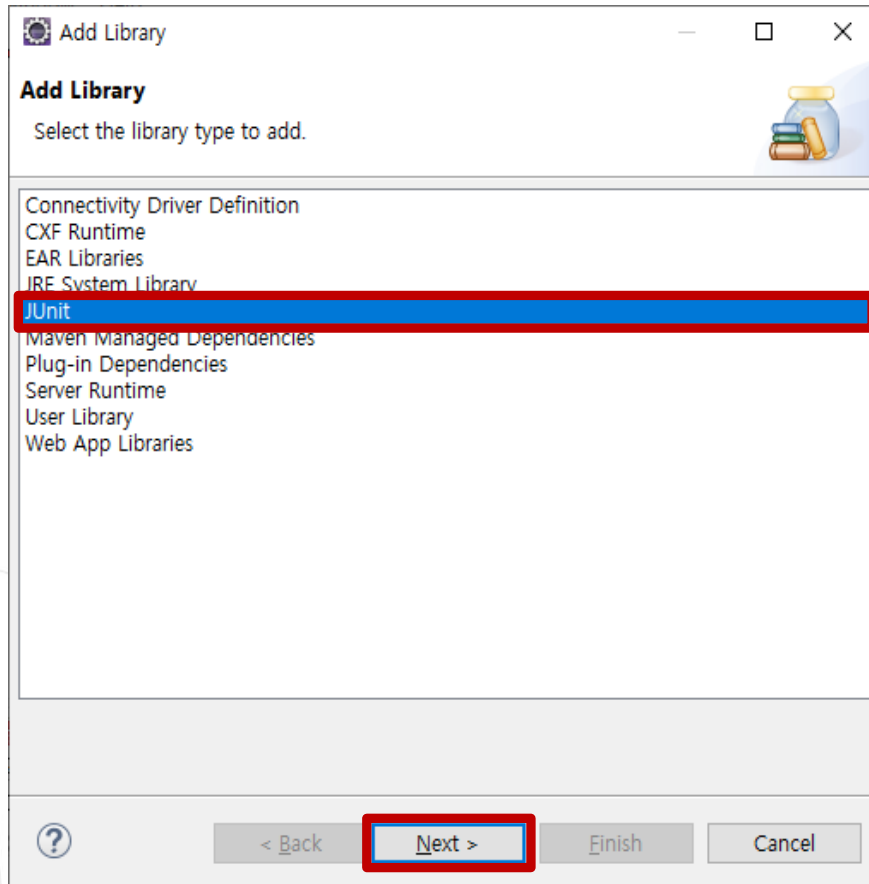 Add Library
Add Library
Select the library type to add.
Connectivity Driver Definition
CXF Runtime
EAR Libraries
JRE System Library
JUnit
Maven Managed Dependencies
Plug-in Dependencies
Server Runtime
User Library
Web App Libraries
? < Back Next > Finish Cancel